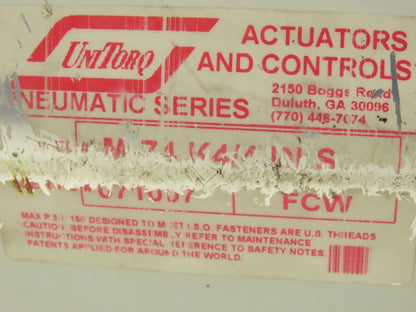 UNITORQ
ACTUATORS
AND CONTROLS
2150 Boggs Road
Duluth, GA 30096
(770) 446-7074
PNEUMATIC SERIES
FCW
MAX P.S.I. 150 DESIGNED TO MEET I.S.O. FASTENERS ARE U.S. THREADS
CAUTION: BEFORE DISASSEMBLY REFER TO MAINTENANCE
INSTRUCTIONS WITH SPECIAL REFERENCE TO SAFETY NOTES.
PATENTS APPLIED FOR AROUND THE WORLD.